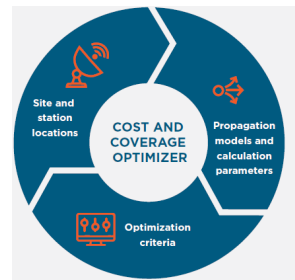 Site and
station
locations
COST AND
COVERAGE
OPTIMIZER
Propagation
models and
calculation
parameters
Optimization
criteria